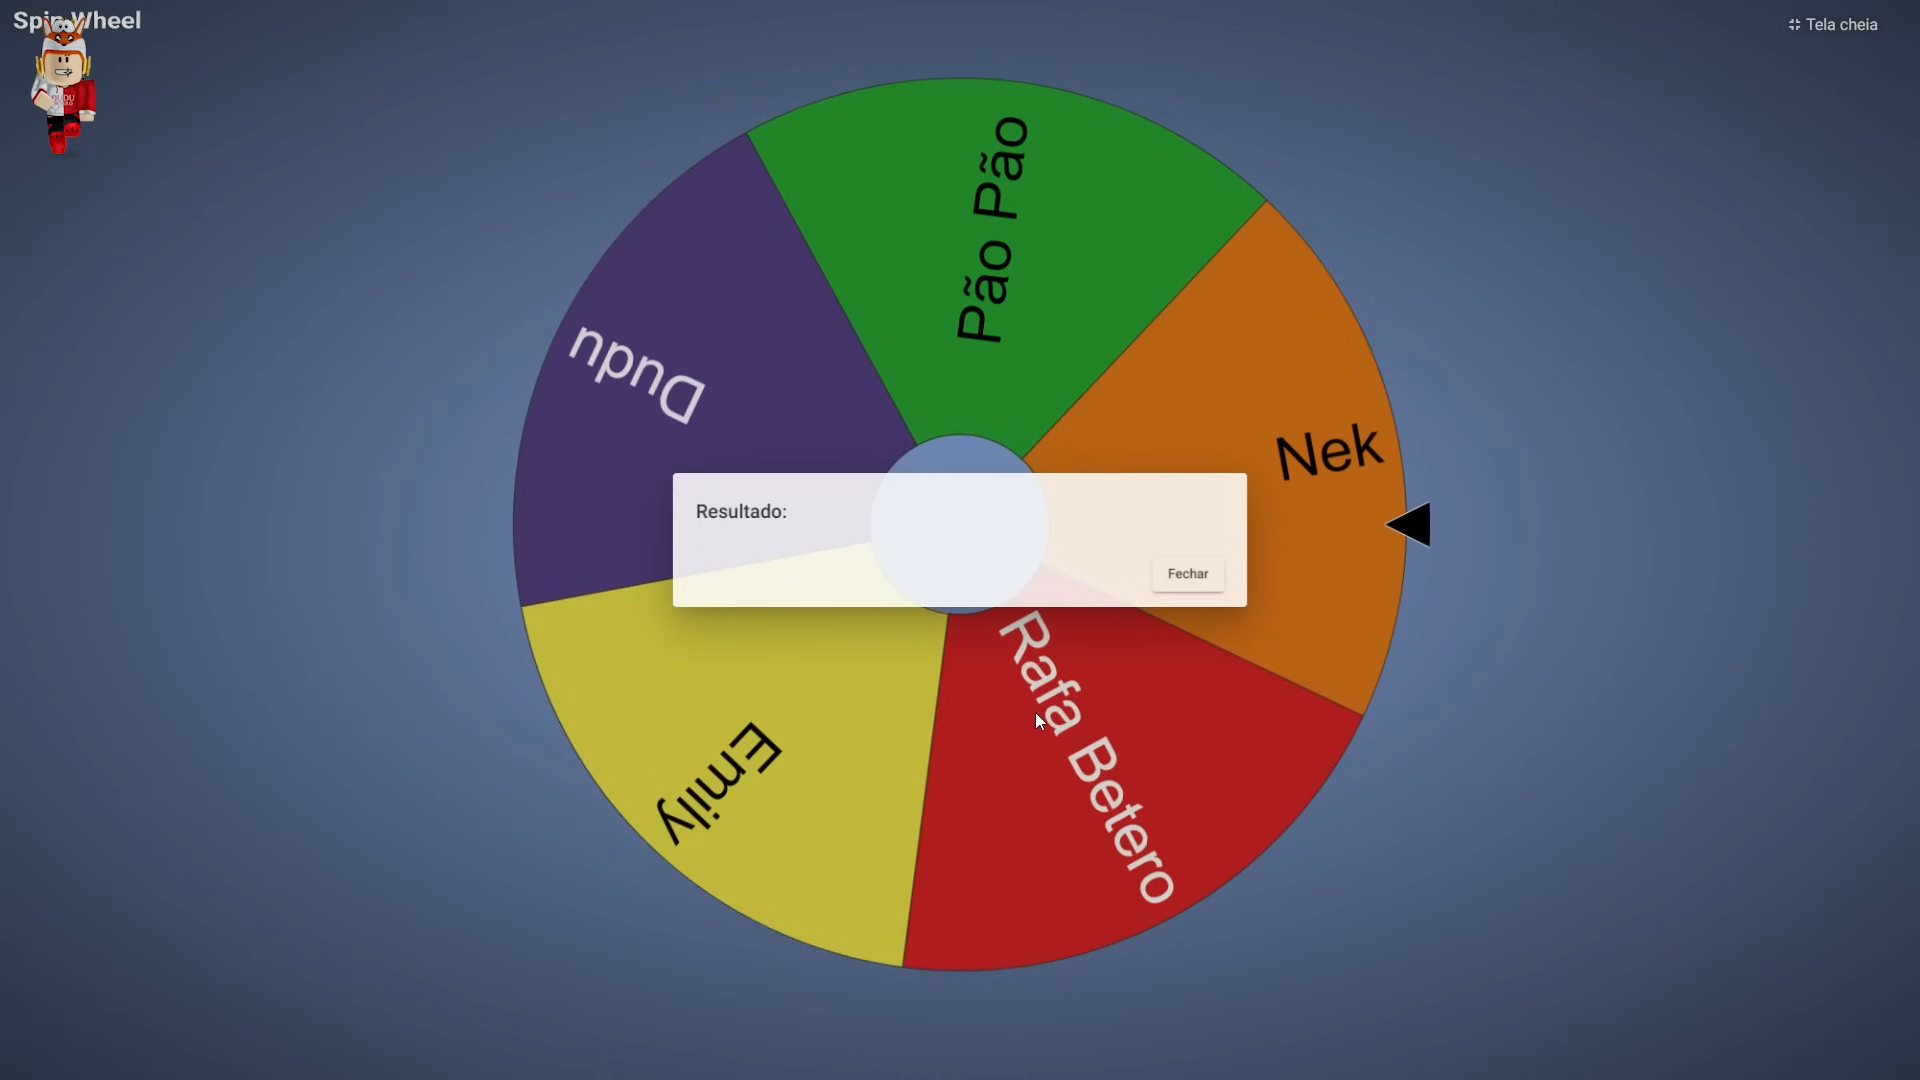 Spin Wheel
Tela cheia
Pão Pão
Nek
Dudu
Resultado:
Fechar
Rafa Betero
Emily